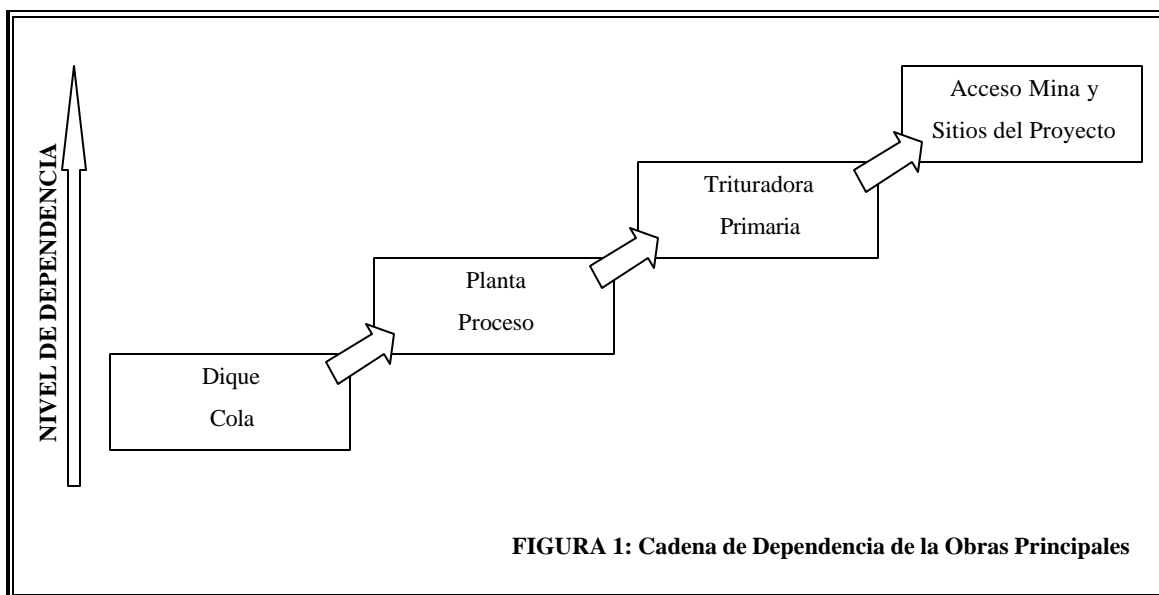 NIVEL DE DEPENDENCIA
Acceso Mina y
Sitios del Proyecto
Trituradora
Primaria
Planta
Proceso
Dique
Cola
FIGURA 1: Cadena de Dependencia de la Obras Principales